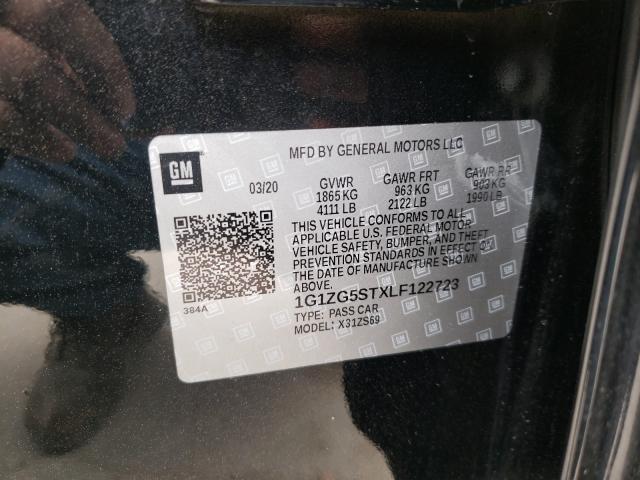 GM
MFD BY GENERAL MOTORS LLC
03/20 GVWR GAWR FRT GAWR RR
1865 KG 963 KG 903 KG
4111 LB 2122 LB 1990 LB
THIS VEHICLE CONFORMS TO ALL
APPLICABLE U.S. FEDERAL MOTOR
VEHICLE SAFETY, BUMPER, AND THEFT
PREVENTION STANDARDS IN EFFECT ON
THE DATE OF MANUFACTURE SHOWN
ABOVE.
384A
1G1ZG5STXLF122723
TYPE: PASS CAR
MODEL: X31ZS69